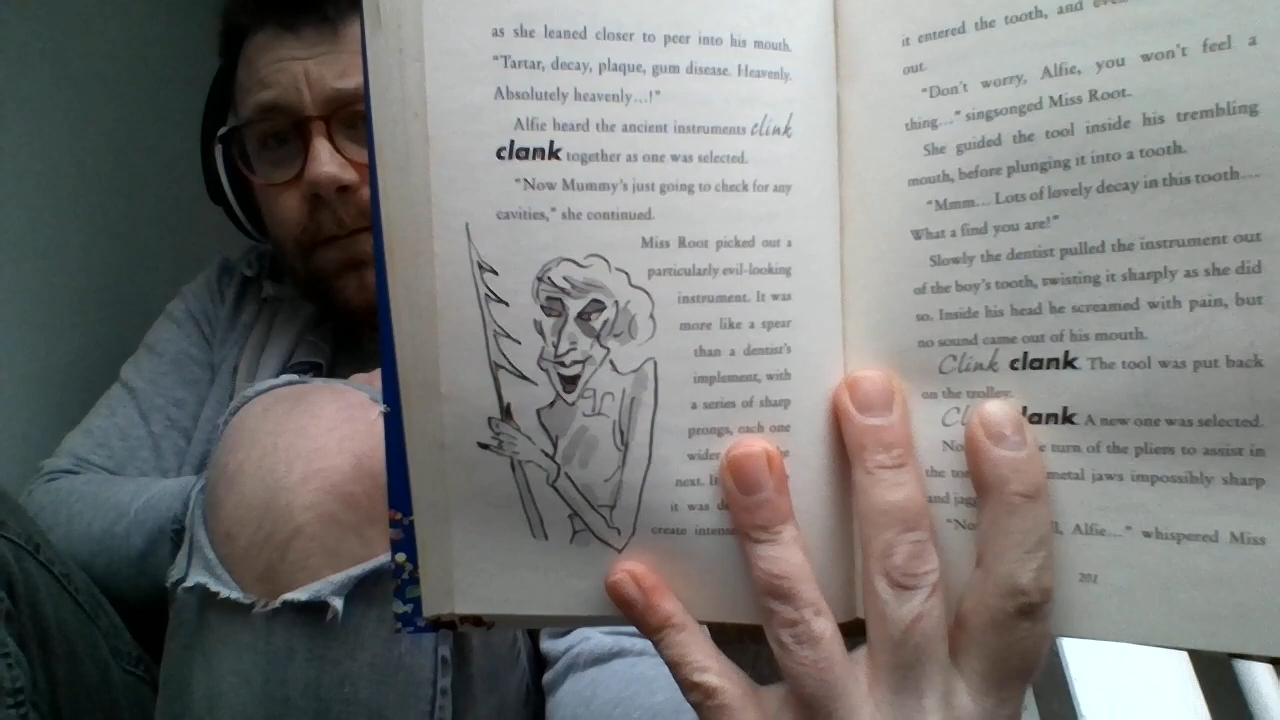 as she leaned closer to peer into his mouth.
"Tartar, decay, plaque, gum disease. Heavenly.
Absolutely heavenly...!"
Alfie heard the ancient instruments clink
clank together as one was selected.
"Now Mummy's just going to check for any
cavities," she continued.
Miss Root picked out a
particularly evil-looking
instrument. It was
more like a spear
than a dentist's
implement, with
a series of sharp
prongs, each one
wider
next.
it was
create
it entered the tooth, and
out.
"Don't worry, Alfie, you won't feel a
thing..." singsonged Miss Root.
She guided the tool inside his trembling
mouth, before plunging it into a tooth.
"Mmm... Lots of lovely decay in this tooth....
What a find you are!"
Slowly the dentist pulled the instrument out
of the boy's tooth, twisting it sharply as she did
so. Inside his head he screamed with pain, but
no sound came out of his mouth.
Clink clank. The tool was put back
on the trolley.
A new one was selected.
turn of the pliers to assist in
the metal jaws impossibly sharp
and
Alfie..." whispered Miss
201